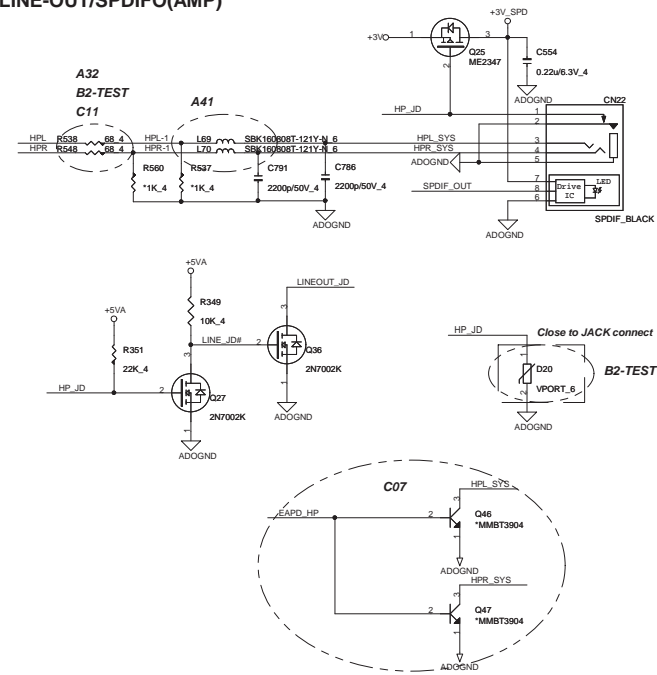 LINE-OUT/SPDIFO(AMP)
+3V_SPD
+3VO
1
3
Q25
ME2347
2
C554
0.22u/6.3V_4
ADOGND
A32
B2-TEST
C11
A41
HP_JD
CN22
1
2
HPL R538 68_4 HPL-1 L69 SBK160808T-121Y-N_6 HPL_SYS 3
HPR R548 68_4 HPR-1 L70 SBK160808T-121Y-N_6 HPR_SYS 4
ADOGND 5
R560
*1K_4
R537
*1K_4
C791
2200p/50V_4
C786
2200p/50V_4
ADOGND
SPDIF_OUT
7
8
6
Drive
IC
LED
SPDIF_BLACK
ADOGND
+5VA
R349
10K_4
LINEOUT_JD
+5VA
R351
22K_4
LINE_JD#
3
2
Q36
2N7002K
1
ADOGND
HP_JD
3
2
Q27
2N7002K
1
ADOGND
HP_JD
Close to JACK connect
1
D20
VPORT_6
2
B2-TEST
ADOGND
C07
HPL_SYS
EAPD_HP
3
2
Q46
*MMBT3904
1
ADOGND
HPR_SYS
3
2
Q47
*MMBT3904
1
ADOGND